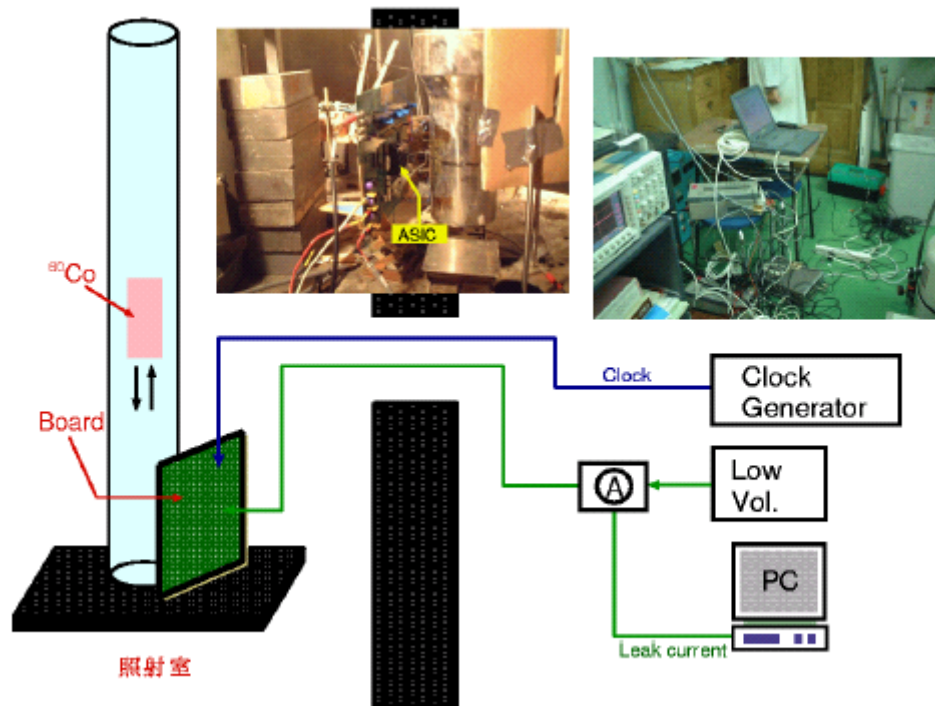 ASIC
⁶⁰Co
Board
Clock
Clock
Generator
A
Low
Vol.
PC
Leak current
照射室